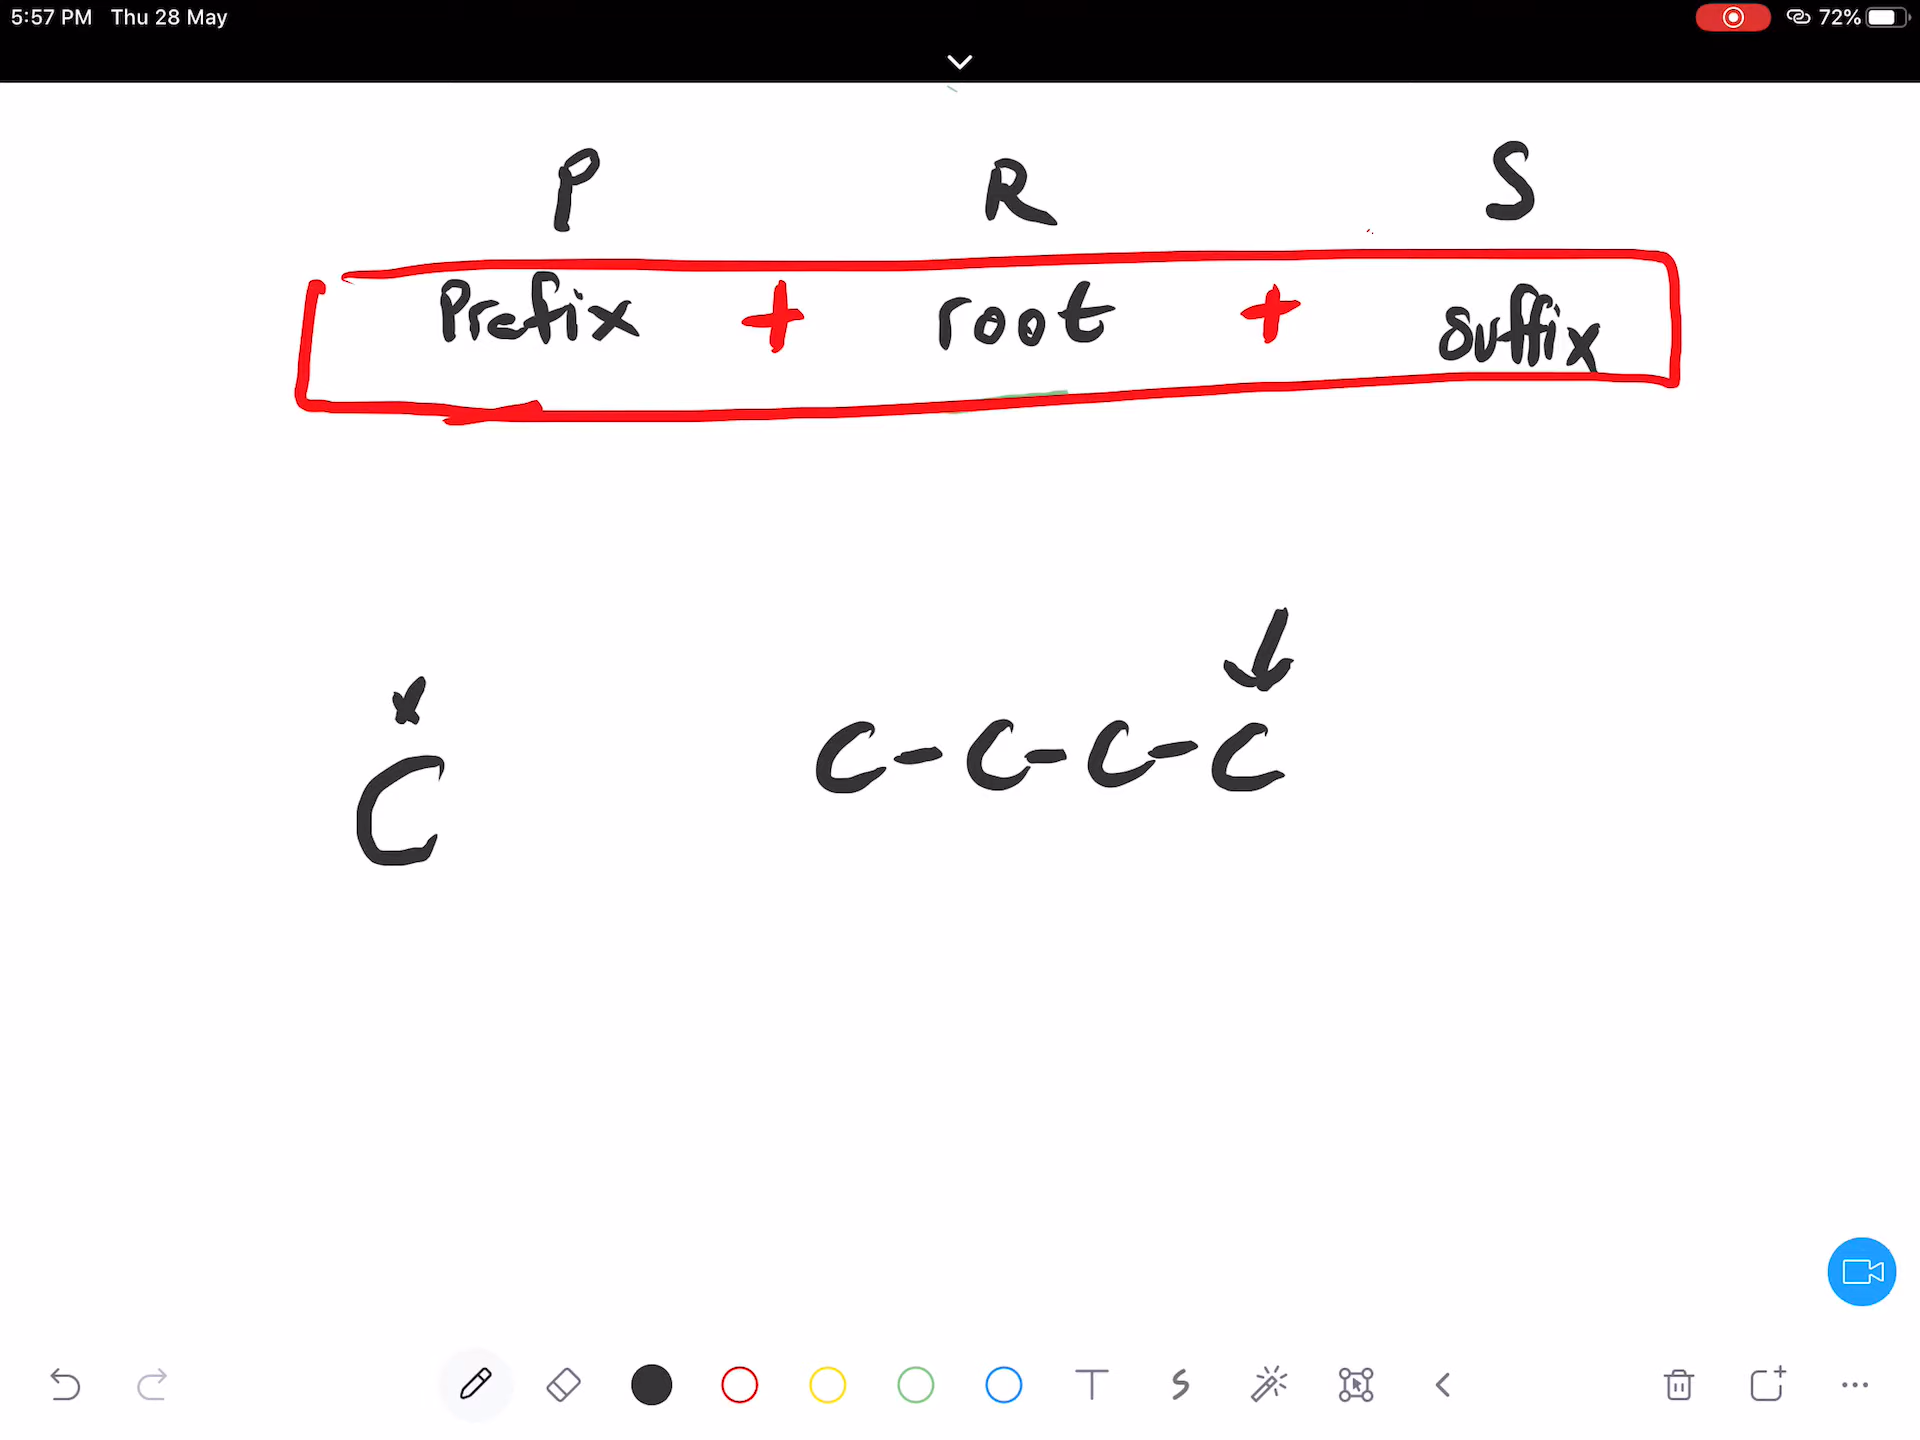 5:57 PM Thu 28 May 72%
P R S
Prefix + root + suffix
x
C
C-C-C-C
T